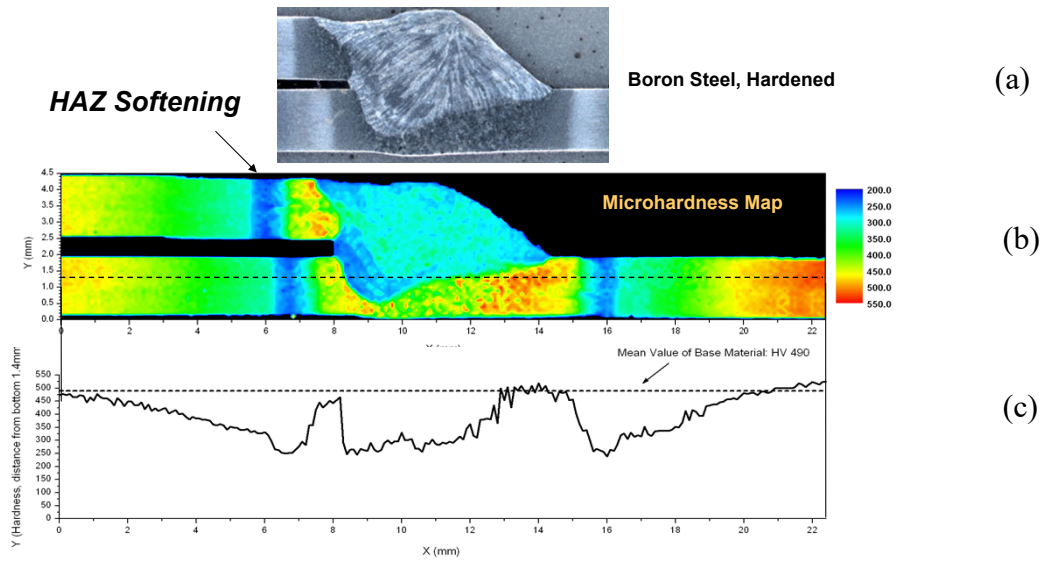 Boron Steel, Hardened
(a)
HAZ Softening
Microhardness Map
(b)
Y (mm)
4.5
4.0
3.5
3.0
2.5
2.0
1.5
1.0
0.5
0.0
0 2 4 6 8 10 12 14 16 18 20 22
200.0
250.0
300.0
350.0
400.0
450.0
500.0
550.0
Mean Value of Base Material: HV 490
(c)
Y (Hardness, distance from bottom 1.4mm
550
500
450
400
350
300
250
200
150
100
50
0
0 2 4 6 8 10 12 14 16 18 20 22
X (mm)